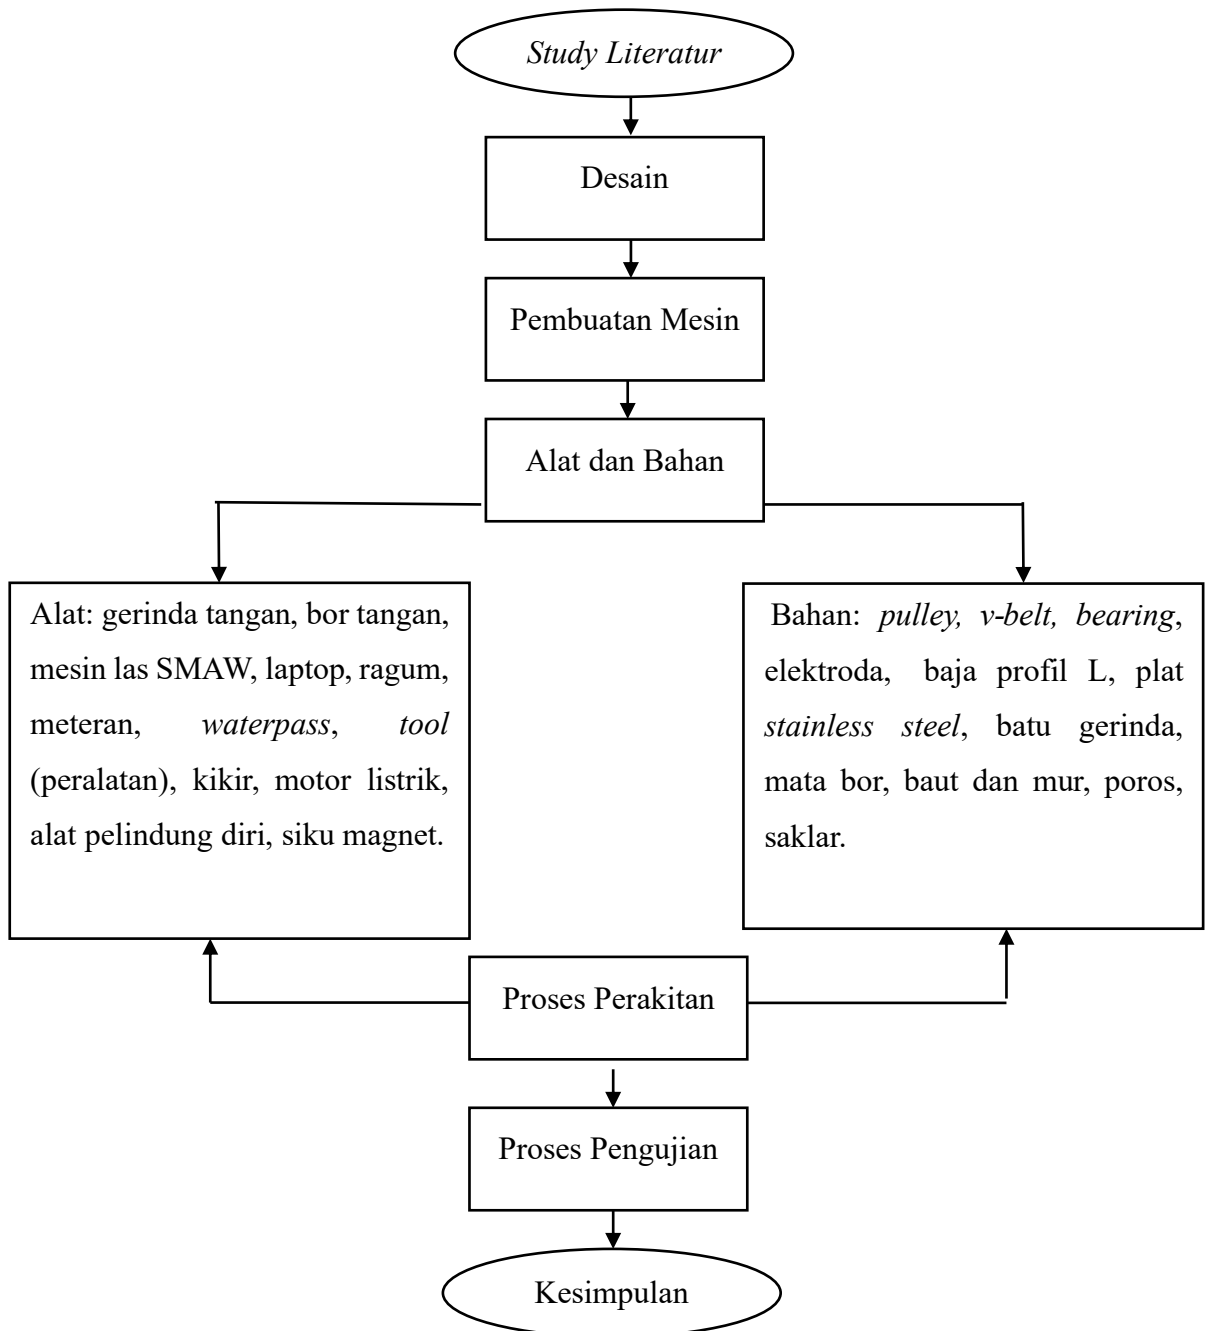 Study Literatur
Desain
Pembuatan Mesin
Alat dan Bahan
Alat: gerinda tangan, bor tangan,
mesin las SMAW, laptop, ragum,
meteran, waterpass, tool
(peralatan), kikir, motor listrik,
alat pelindung diri, siku magnet.
Bahan: pulley, v-belt, bearing,
elektroda, baja profil L, plat
stainless steel, batu gerinda,
mata bor, baut dan mur, poros,
saklar.
Proses Perakitan
Proses Pengujian
Kesimpulan